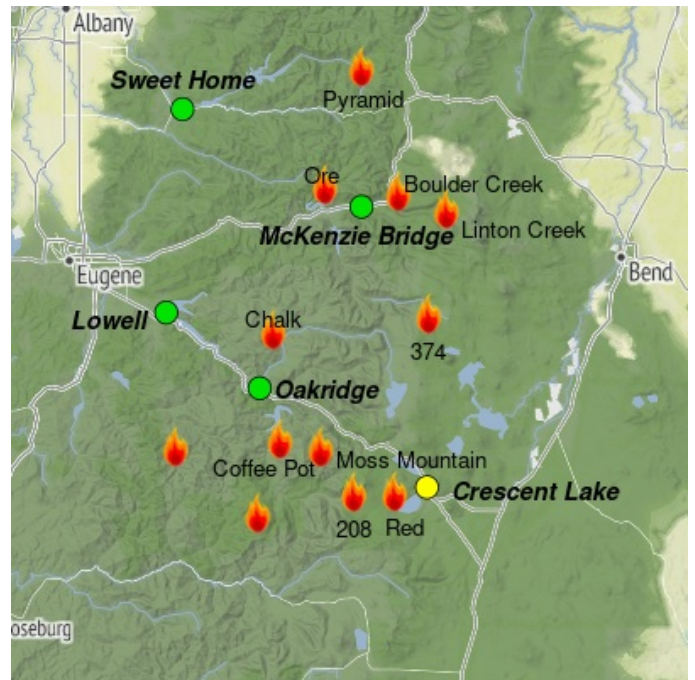 Albany
Sweet Home
Pyramid
Ore
Boulder Creek
McKenzie Bridge
Linton Creek
Eugene
Bend
Lowell
Chalk
374
Oakridge
Coffee Pot
Moss Mountain
Crescent Lake
208
Red
oseburg